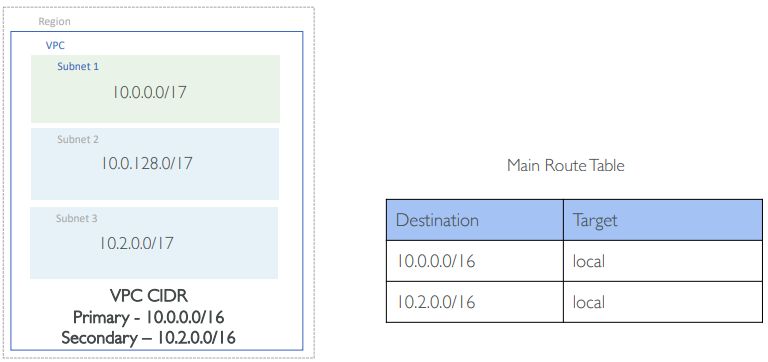 Region
VPC
Subnet 1
10.0.0.0/17
Subnet 2
10.0.128.0/17
Subnet 3
10.2.0.0/17
VPC CIDR
Primary - 10.0.0.0/16
Secondary – 10.2.0.0/16
Main Route Table
Destination Target
10.0.0.0/16 local
10.2.0.0/16 local